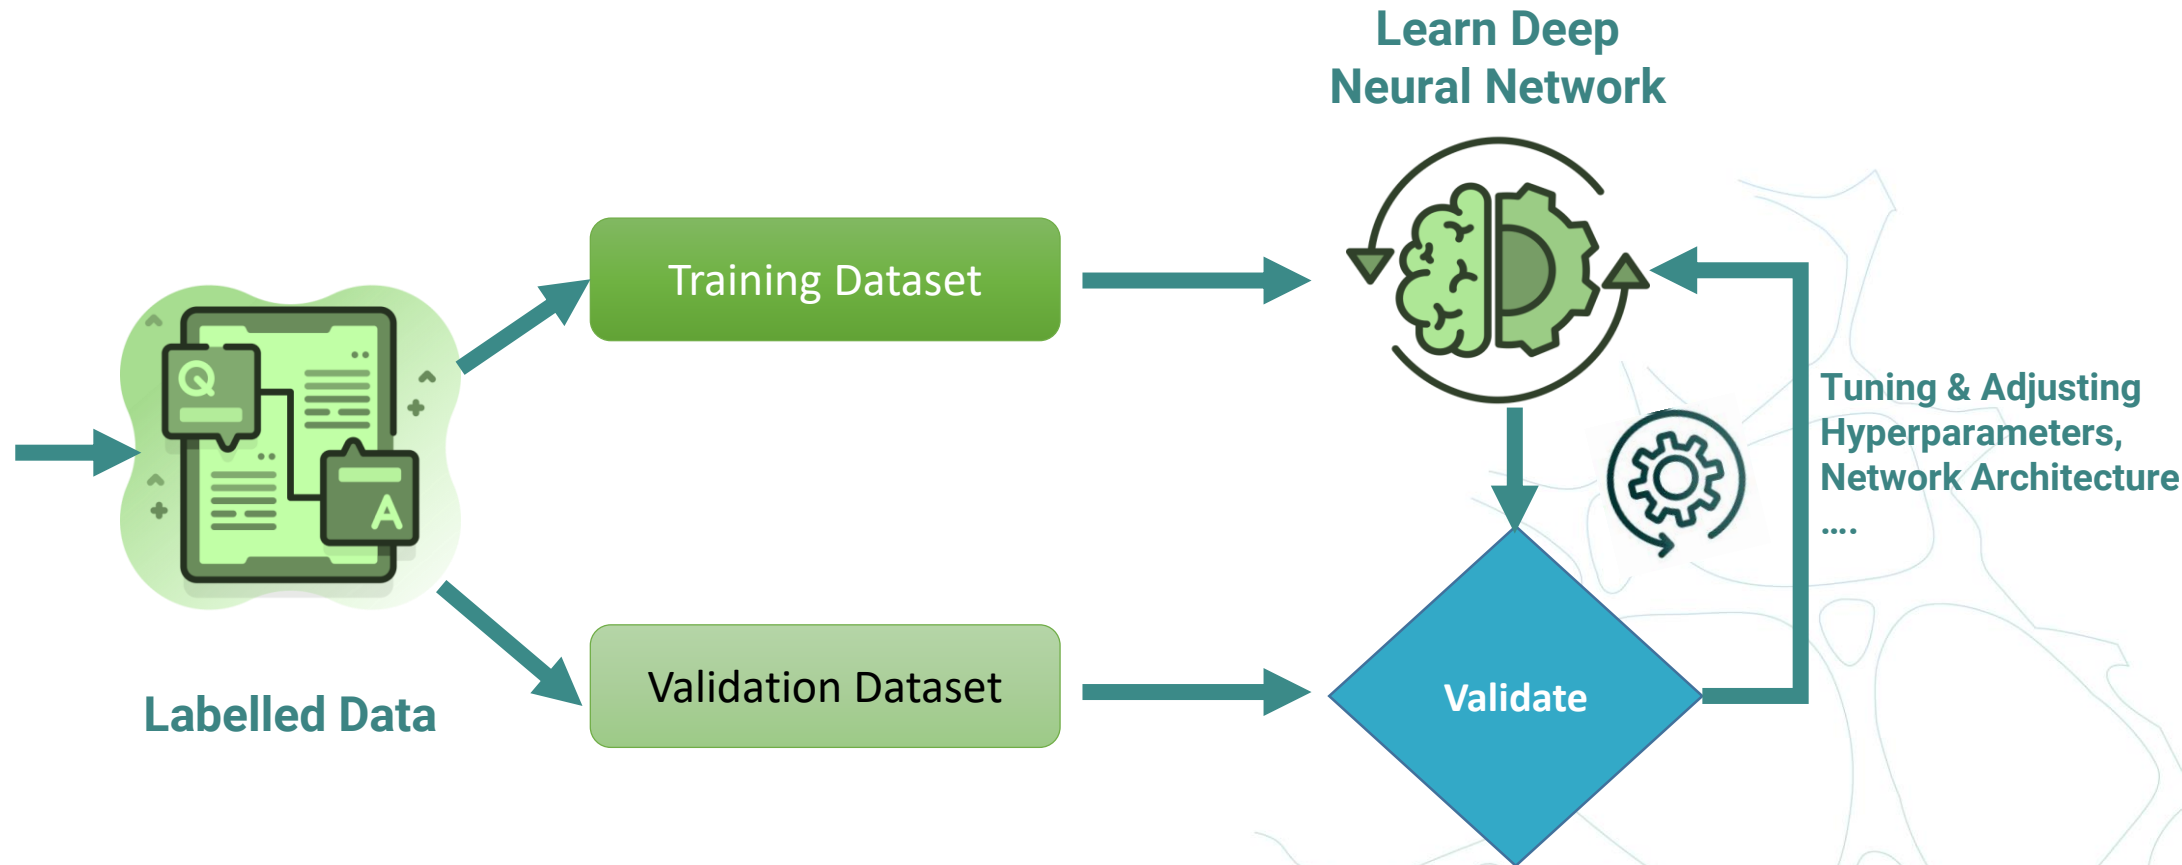 Learn Deep
Neural Network
Training Dataset
Q
A
Tuning & Adjusting
Hyperparameters,
Network Architecture
....
Validation Dataset
Validate
Labelled Data